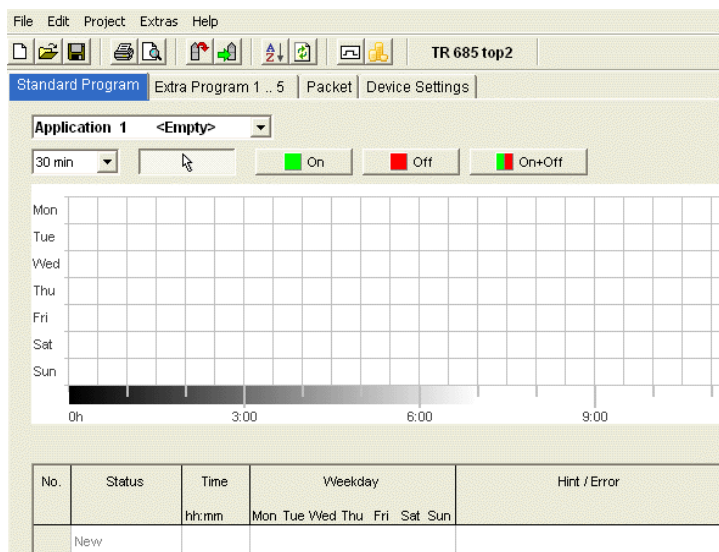 File Edit Project Extras Help
TR 685 top2
Standard Program Extra Program 1 .. 5 Packet Device Settings
Application 1 <Empty>
30 min On Off On+Off
Mon
Tue
Wed
Thu
Fri
Sat
Sun
0h 3:00 6:00 9:00
No. Status Time Weekday Hint / Error
hh:mm Mon Tue Wed Thu Fri Sat Sun
New